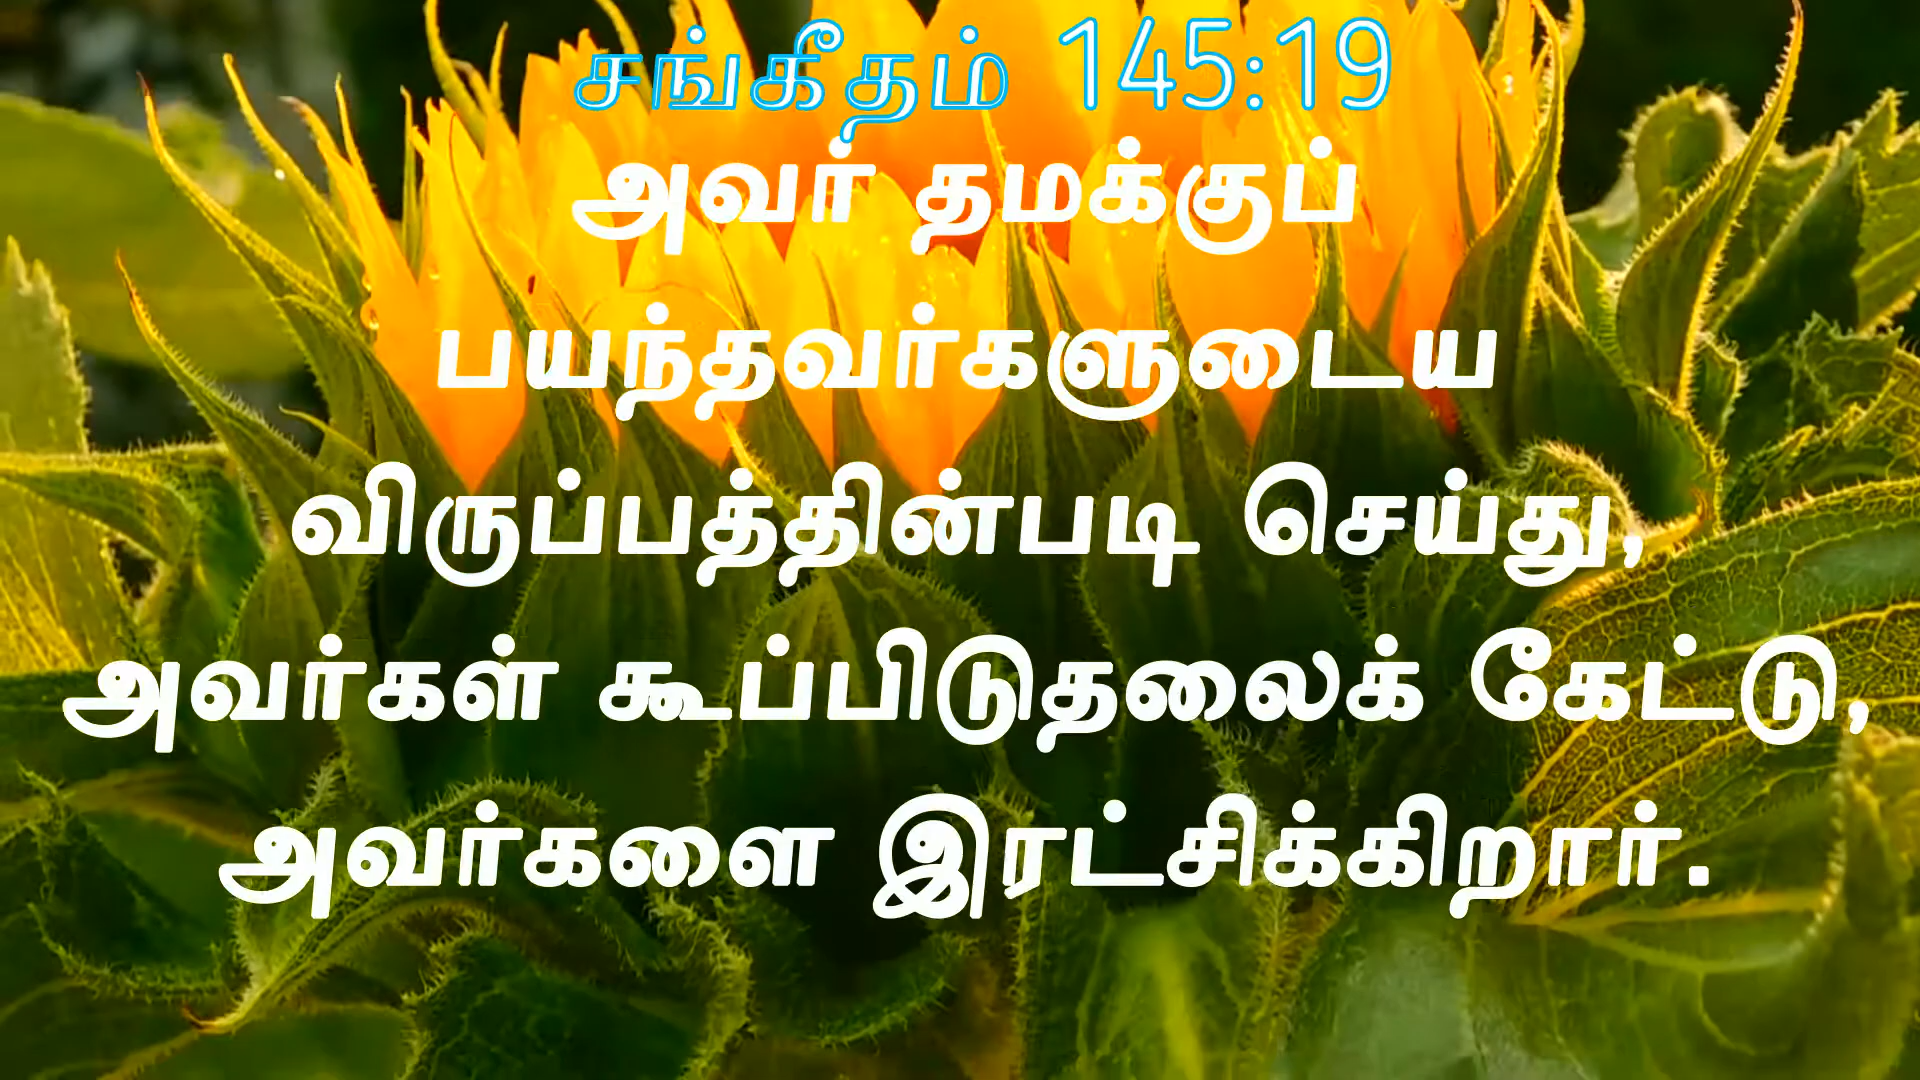 சங்கீதம் 145:19
அவர் தமக்குப்
பயந்தவர்களுடைய
விருப்பத்தின்படி செய்து,
அவர்கள் கூப்பிடுதலைக் கேட்டு,
அவர்களை இரட்சிக்கிறார்.